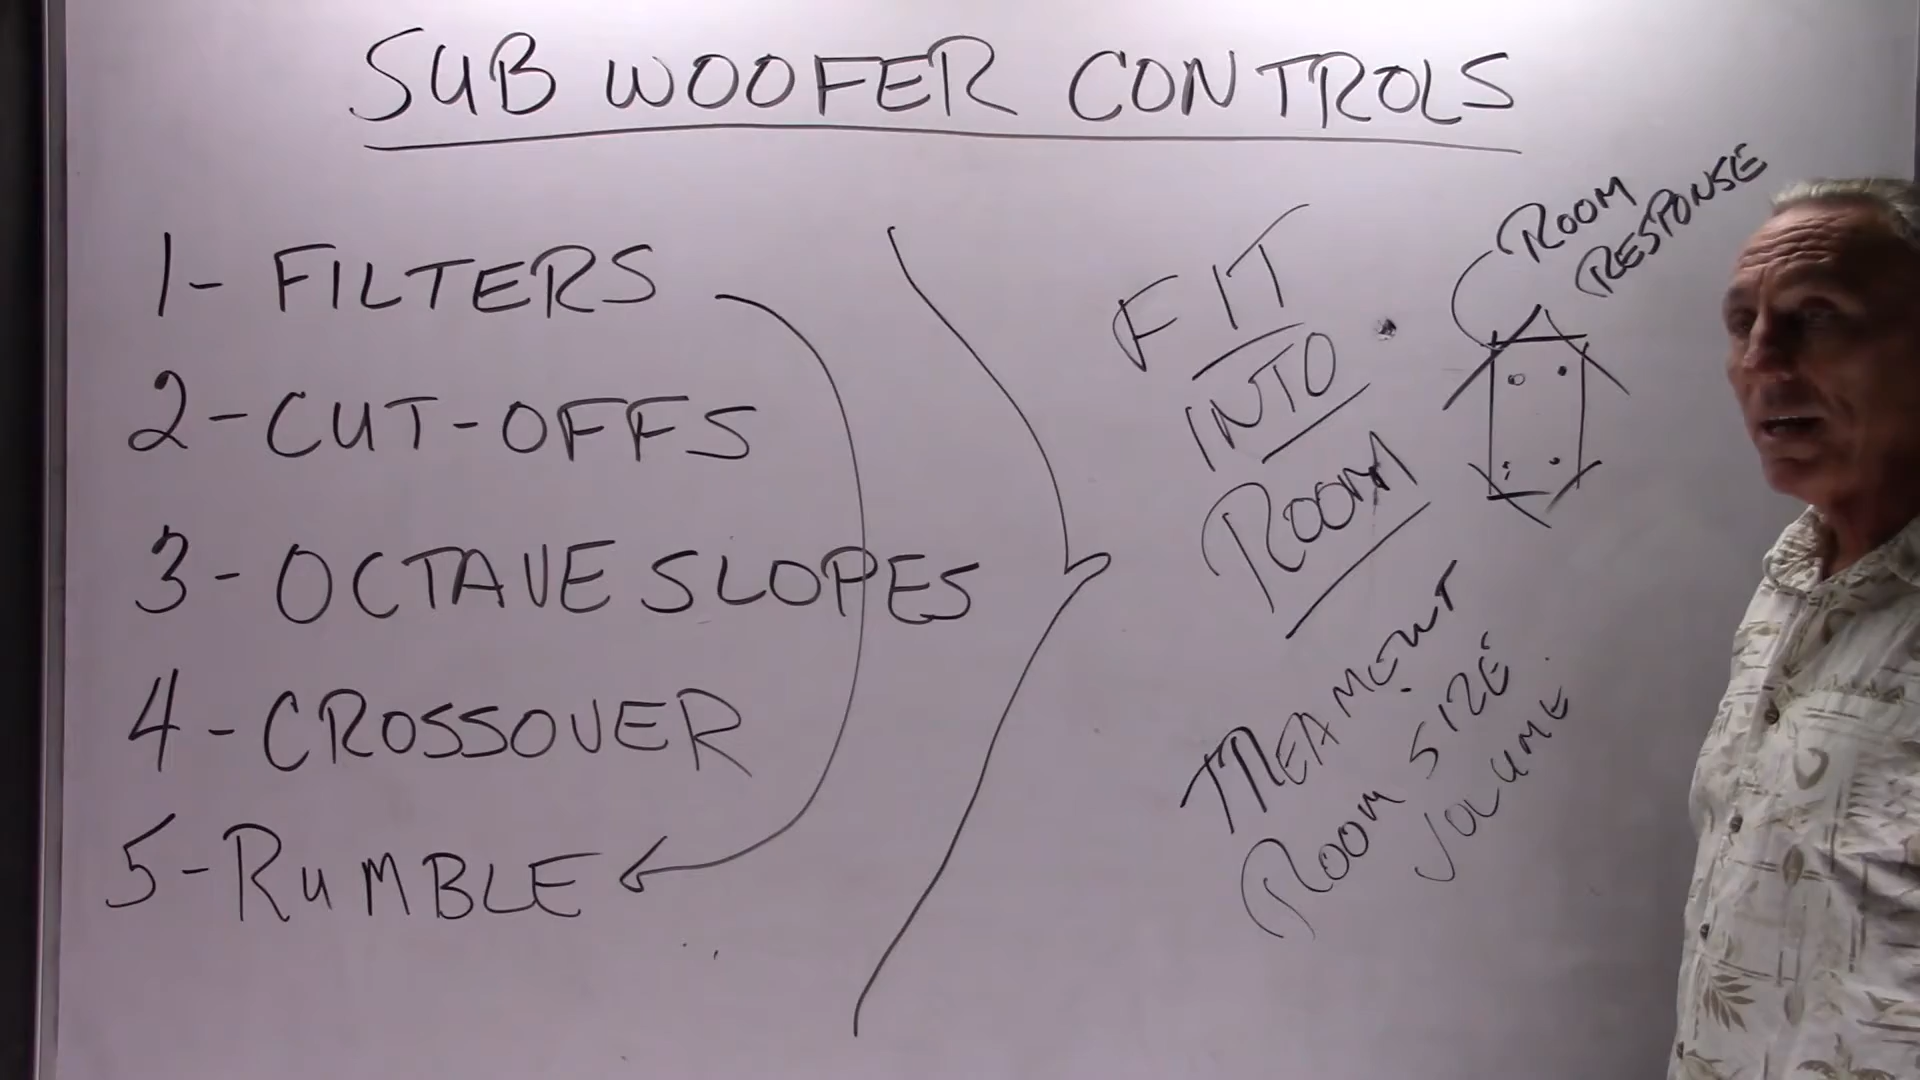 SUB WOOFER CONTROLS
1- FILTERS
2- CUT-OFFS
3- OCTAVE SLOPES
4- CROSSOVER
5- RUMBLE
FIT
INTO
ROOM
ROOM
RESPONSE
TREAMENT
ROOM SIZE
VOLUME